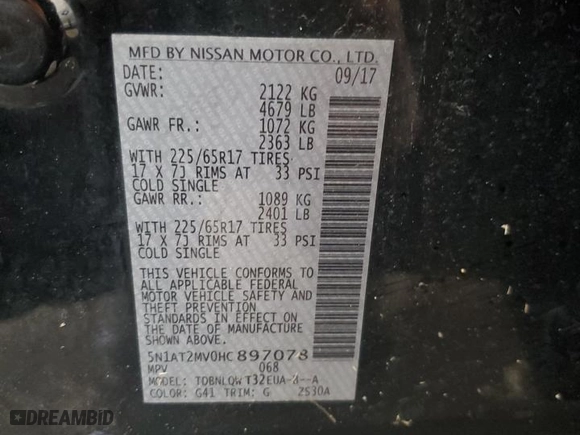 MFD BY NISSAN MOTOR CO., LTD.
DATE: 09/17
GVWR: 2122 KG
4679 LB
GAWR FR.: 1072 KG
2363 LB
WITH 225/65R17 TIRES
17 X 7J RIMS AT 33 PSI
COLD SINGLE
GAWR RR.: 1089 KG
2401 LB
WITH 225/65R17 TIRES
17 X 7J RIMS AT 33 PSI
COLD SINGLE
THIS VEHICLE CONFORMS TO
ALL APPLICABLE FEDERAL
MOTOR VEHICLE SAFETY AND
THEFT PREVENTION
STANDARDS IN EFFECT ON
THE DATE OF MANUFACTURE
SHOWN ABOVE.
5N1AT2MV0HC897078
MPV 068
MODEL:
COLOR: G41 TRIM: G 2S30A
DREAMBID